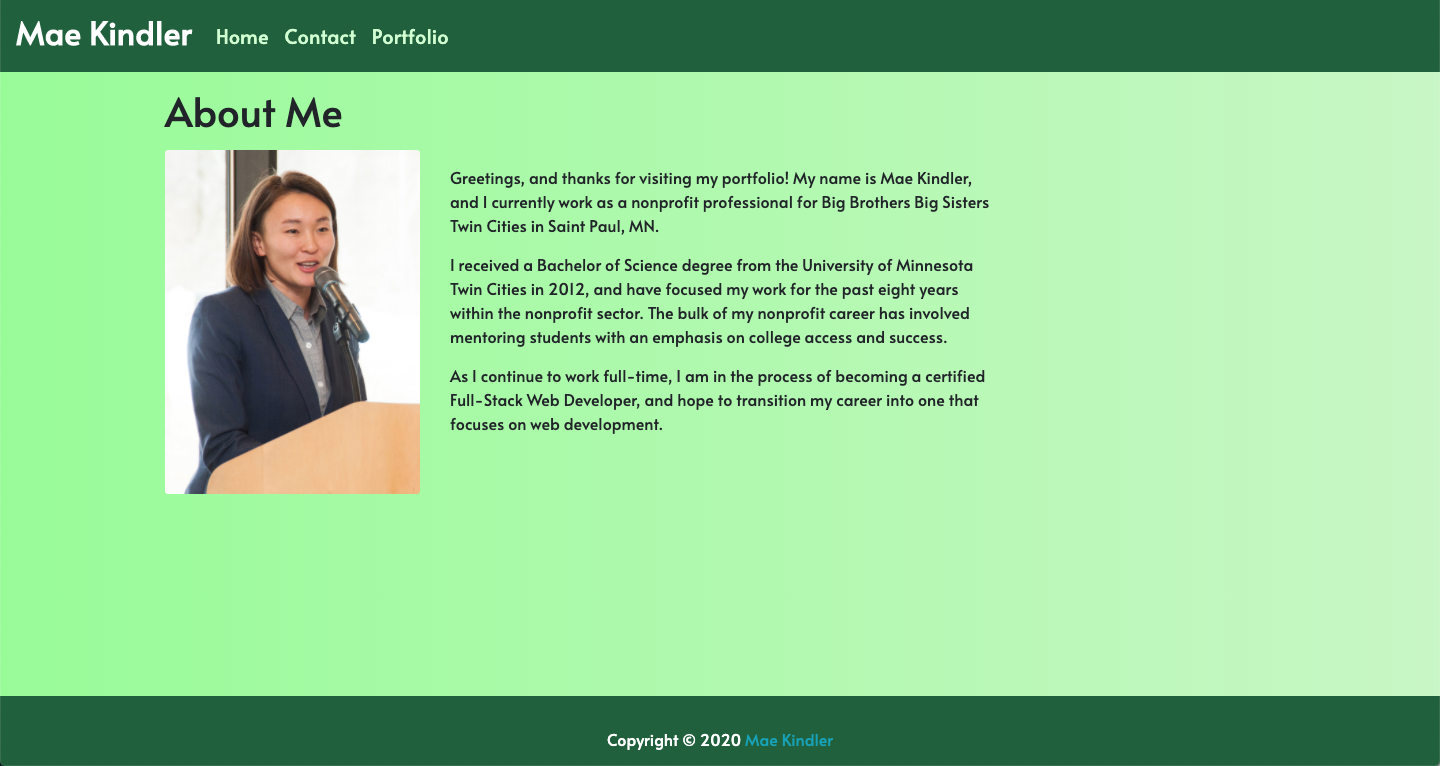 Mae Kindler Home Contact Portfolio
About Me
Greetings, and thanks for visiting my portfolio! My name is Mae Kindler,
and I currently work as a nonprofit professional for Big Brothers Big Sisters
Twin Cities in Saint Paul, MN.
I received a Bachelor of Science degree from the University of Minnesota
Twin Cities in 2012, and have focused my work for the past eight years
within the nonprofit sector. The bulk of my nonprofit career has involved
mentoring students with an emphasis on college access and success.
As I continue to work full-time, I am in the process of becoming a certified
Full-Stack Web Developer, and hope to transition my career into one that
focuses on web development.
Copyright © 2020 Mae Kindler